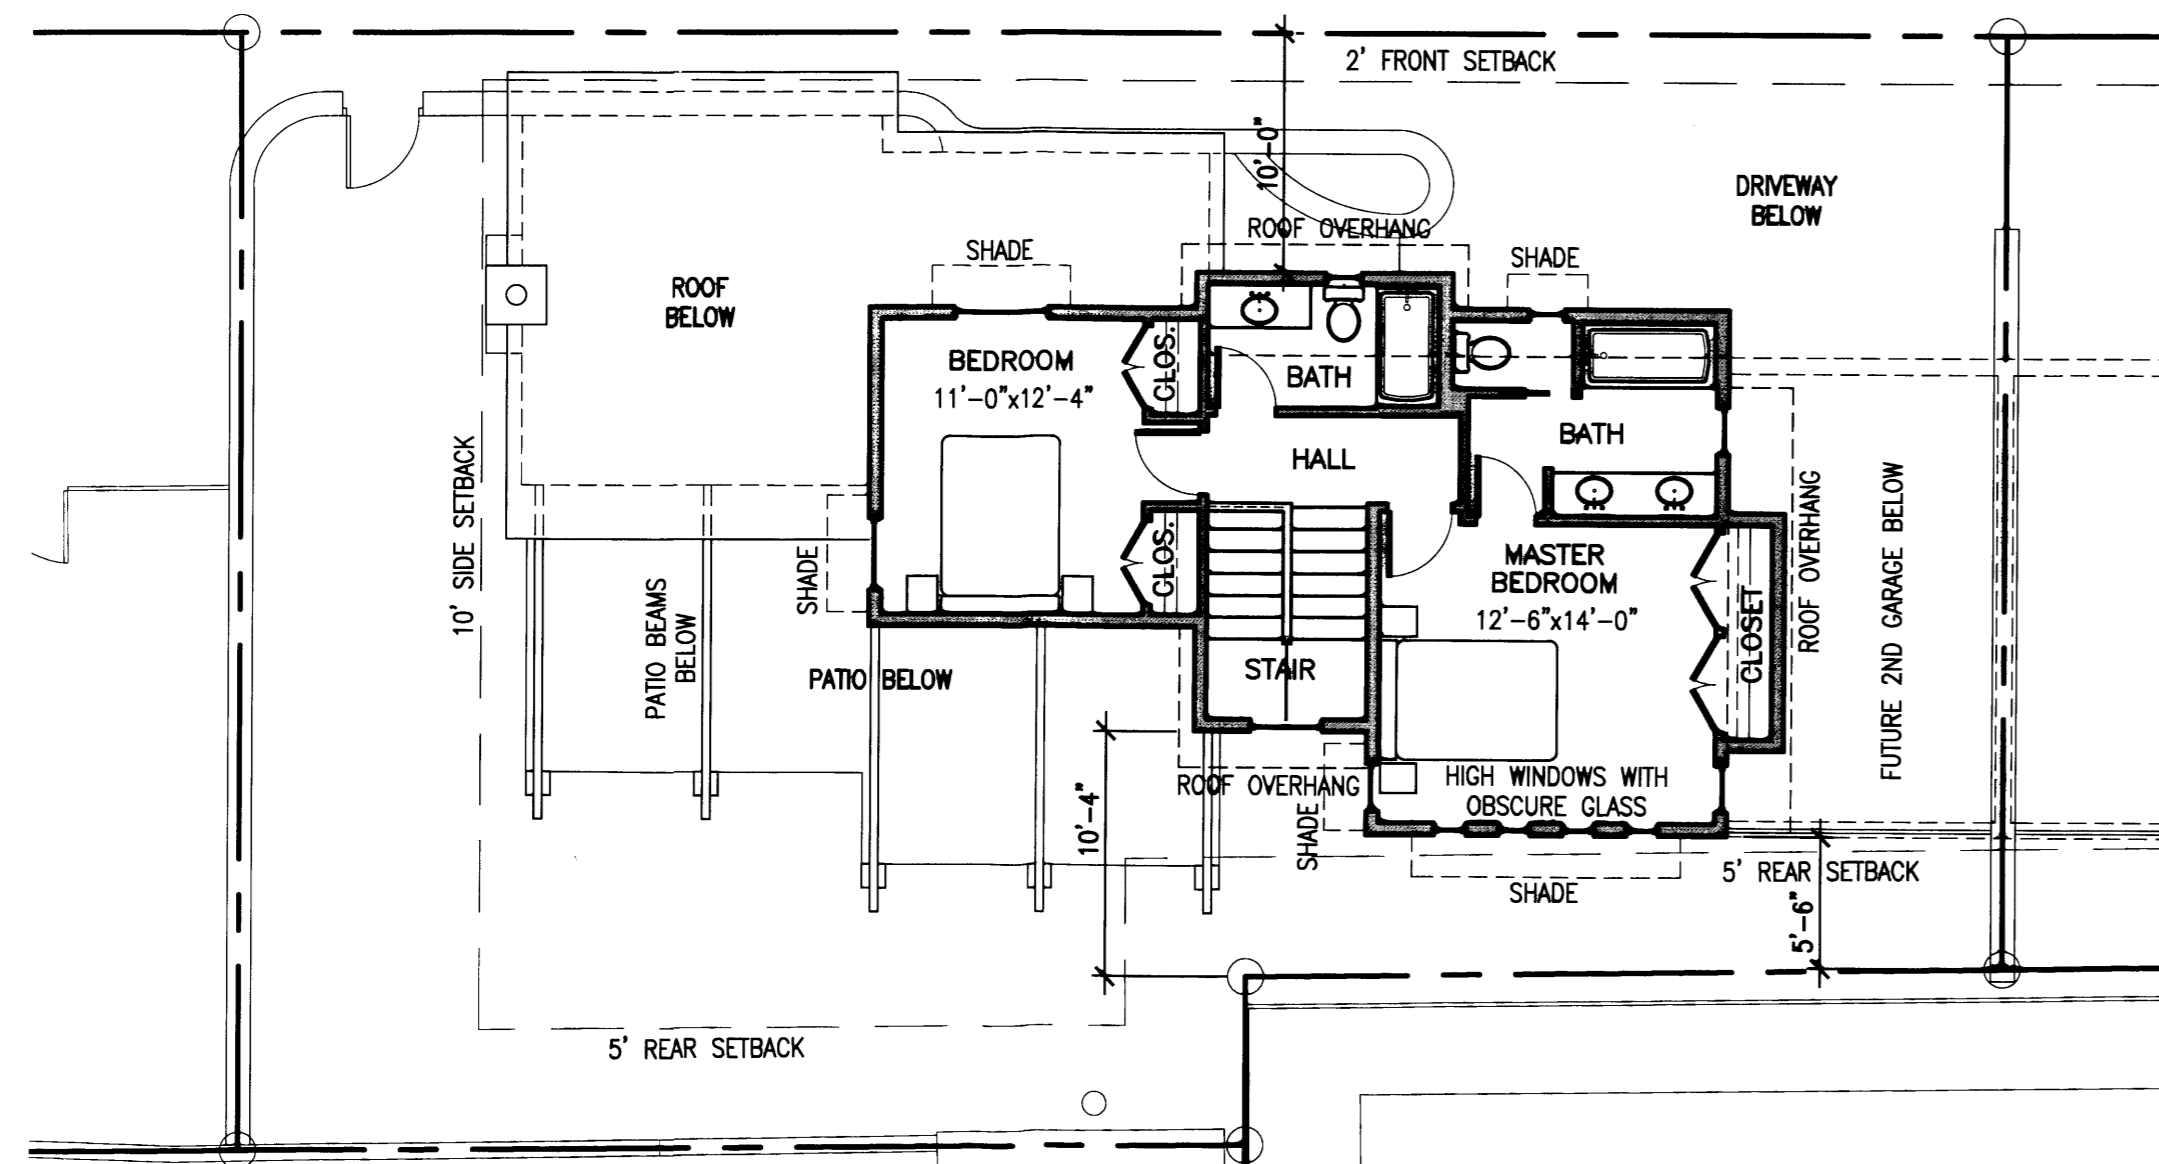 2' FRONT SETBACK
10'-0"
DRIVEWAY
BELOW
ROOF OVERHANG
SHADE
SHADE
ROOF
BELOW
BEDROOM
11'-0"x12'-4"
CLOS.
BATH
BATH
HALL
10' SIDE SETBACK
SHADE
CLOS.
MASTER
BEDROOM
12'-6"x14'-0"
CLOSET
ROOF OVERHANG
FUTURE 2ND GARAGE BELOW
PATIO BEAMS
BELOW
PATIO BELOW
STAIR
ROOF OVERHANG
HIGH WINDOWS WITH
OBSCURE GLASS
10'-4"
SHADE
SHADE
5' REAR SETBACK
5'-6"
5' REAR SETBACK